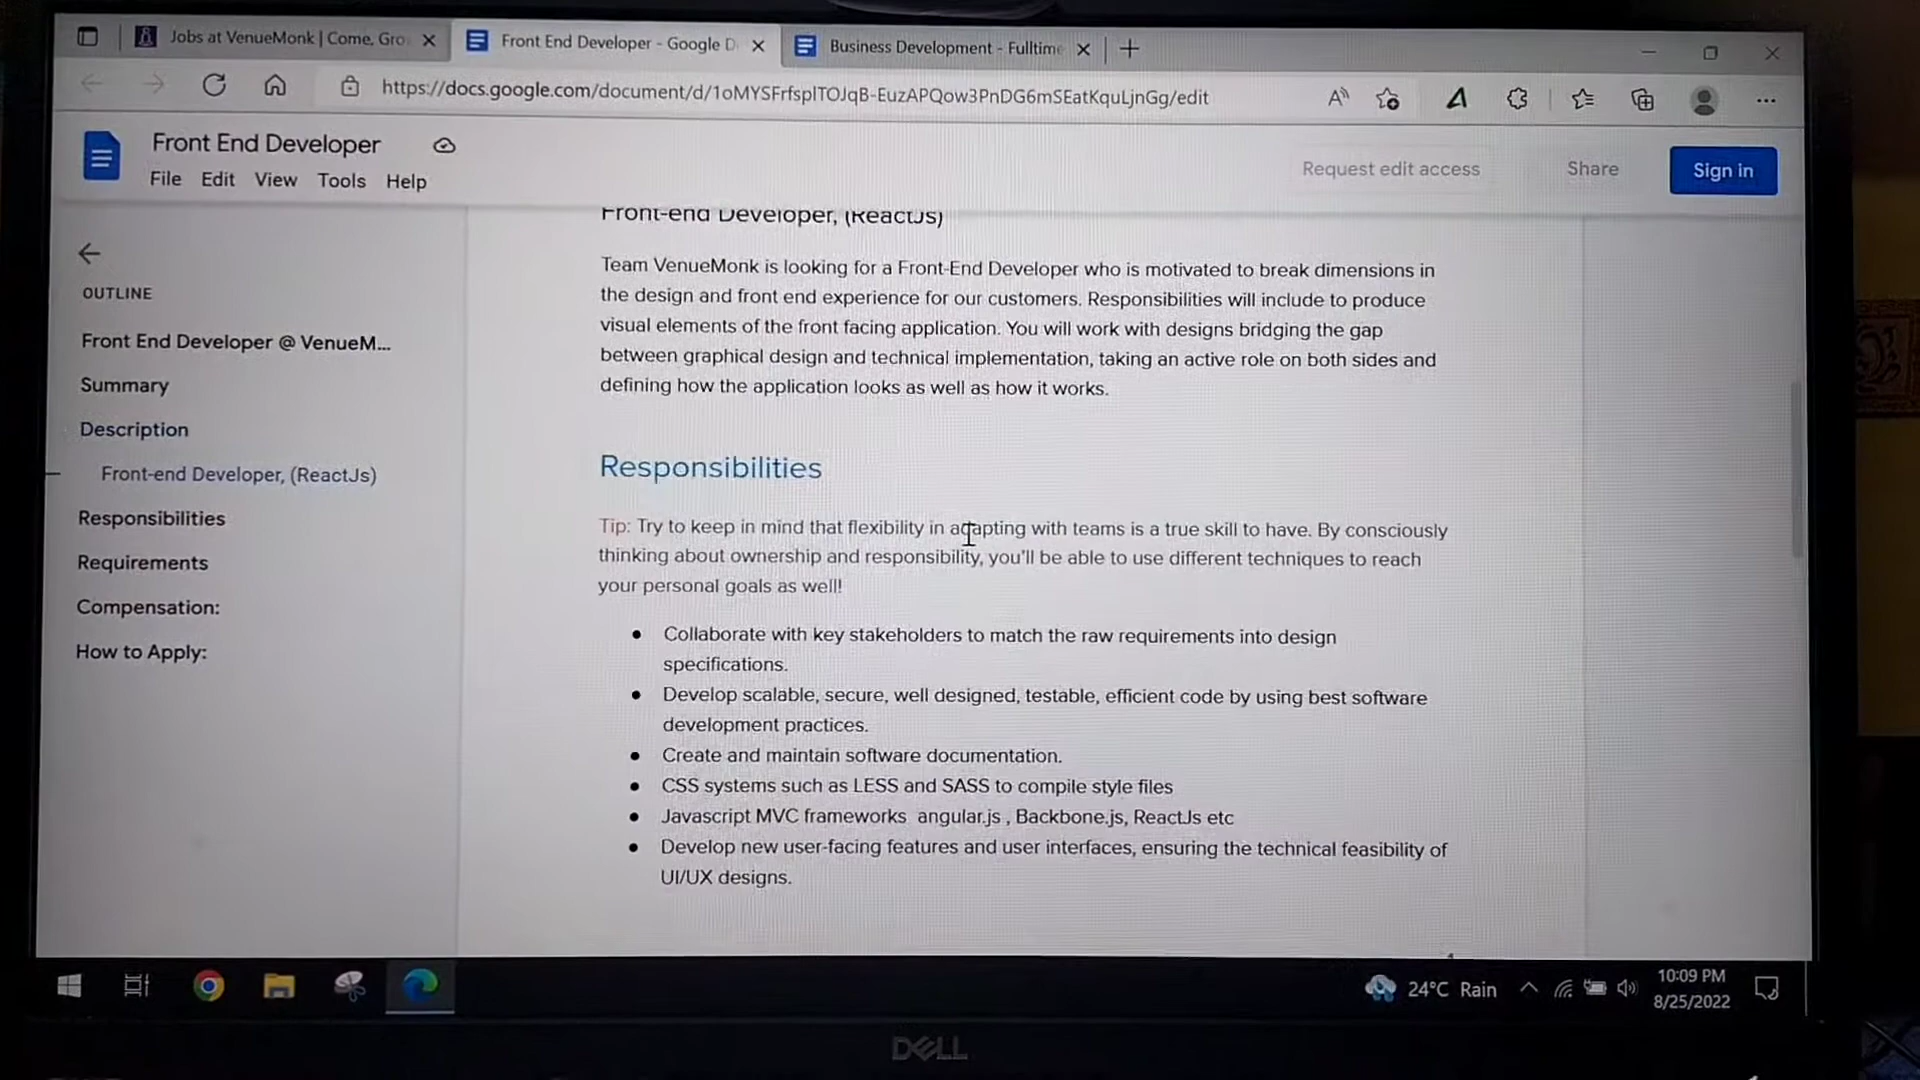 Jobs at VenueMonk | Come, Gro
Front End Developer - Google D
Business Development - Fulltime
https://docs.google.com/document/d/1oMYSFrfsplTOJqB-EuzAPQow3PnDG6mSEatKquLjnGg/edit
Front End Developer
File Edit View Tools Help
Request edit access
Share
Sign in
OUTLINE
Front End Developer @ VenueM...
Summary
Description
Front-end Developer, (ReactJs)
Responsibilities
Requirements
Compensation:
How to Apply:
Front-end Developer, (ReactJs)
Team VenueMonk is looking for a Front-End Developer who is motivated to break dimensions in
the design and front end experience for our customers. Responsibilities will include to produce
visual elements of the front facing application. You will work with designs bridging the gap
between graphical design and technical implementation, taking an active role on both sides and
defining how the application looks as well as how it works.
Responsibilities
Tip: Try to keep in mind that flexibility in adapting with teams is a true skill to have. By consciously
thinking about ownership and responsibility, you'll be able to use different techniques to reach
your personal goals as well!
● Collaborate with key stakeholders to match the raw requirements into design
specifications.
● Develop scalable, secure, well designed, testable, efficient code by using best software
development practices.
● Create and maintain software documentation.
● CSS systems such as LESS and SASS to compile style files
● Javascript MVC frameworks angular.js , Backbone.js, ReactJs etc
● Develop new user-facing features and user interfaces, ensuring the technical feasibility of
UI/UX designs.
24°C Rain
10:09 PM
8/25/2022
DELL